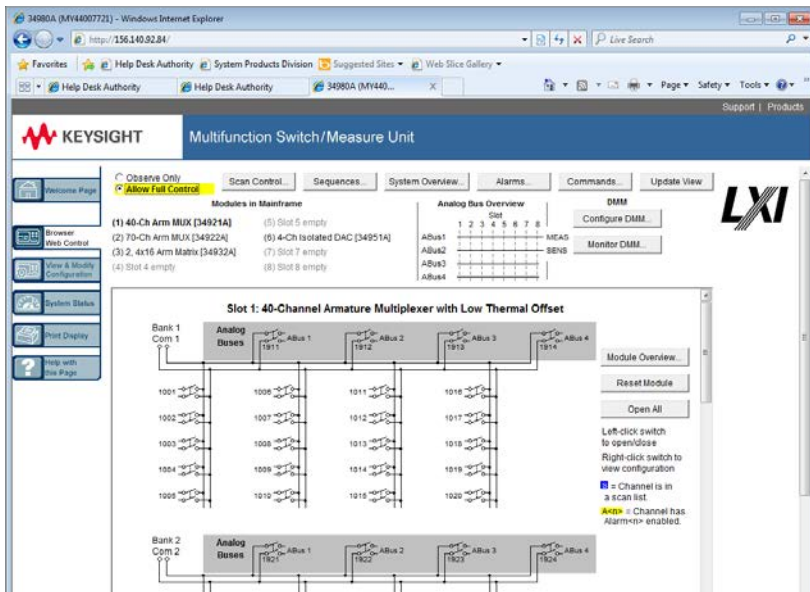 34980A (MY44007721) - Windows Internet Explorer
http://156.140.92.84/
Live Search
Favorites Help Desk Authority System Products Division Suggested Sites Web Slice Gallery
Help Desk Authority Help Desk Authority 34980A (MY440... X Page Safety Tools
Support | Products
KEYSIGHT Multifunction Switch/Measure Unit
Welcome Page
Browser Web Control
View & Modify Configuration
System Status
Print Display
Help with this Page
Observe Only
Allow Full Control
Scan Control... Sequences... System Overview... Alarms... Commands... Update View
LXI
Modules in Mainframe
(1) 40-Ch Arm MUX [34921A] (5) Slot 5 empty
(2) 70-Ch Arm MUX [34922A] (6) 4-Ch Isolated DAC [34951A]
(3) 2, 4x16 Arm Matrix [34932A] (7) Slot 7 empty
(4) Slot 4 empty (8) Slot 8 empty
Analog Bus Overview
Slot
1 2 3 4 5 6 7 8
ABus1 MEAS
ABus2 SENS
ABus3
ABus4
DMM
Configure DMM...
Monitor DMM...
Slot 1: 40-Channel Armature Multiplexer with Low Thermal Offset
Bank 1
Com 1
Analog Buses
ABus 1 ABus 2 ABus 3 ABus 4
1911 1912 1913 1914
1001 1006 1011 1016
1002 1007 1012 1017
1003 1008 1013 1018
1004 1009 1014 1019
1005 1010 1015 1020
Module Overview...
Reset Module
Open All
Left-click switch
to open/close
Right-click switch to
view configuration
= Channel is in
a scan list.
A<n> = Channel has
Alarm<n> enabled.
Bank 2
Com 2
Analog Buses
ABus 1 ABus 2 ABus 3 ABus 4
1921 1922 1923 1924